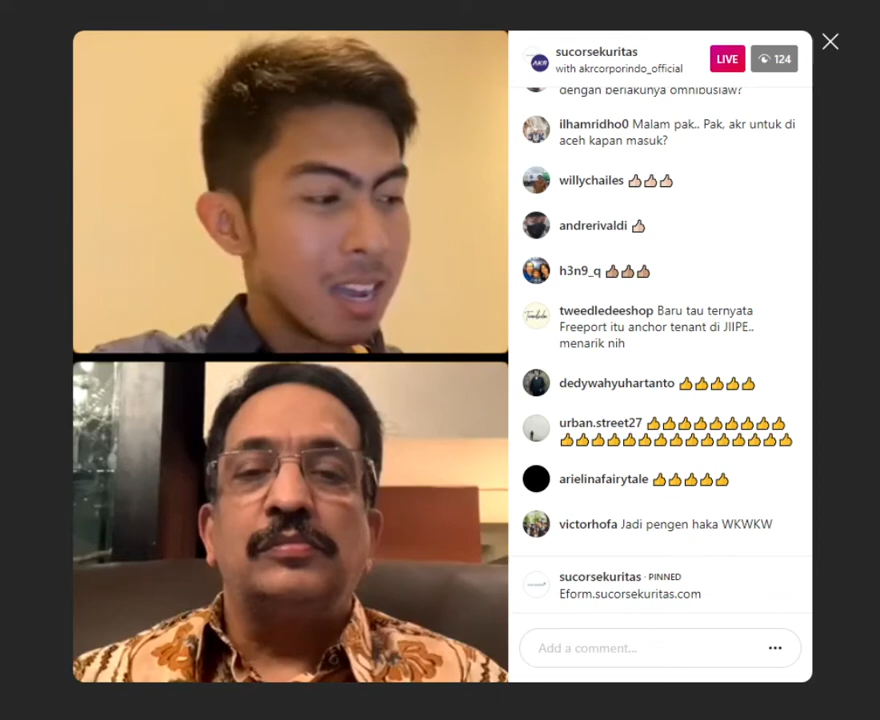 sucorsekuritas
with akrcorporindo_official
AKR
LIVE
124
dengan berlakunya omnibuslaw?
ilhamridho0 Malam pak.. Pak, akr untuk di
aceh kapan masuk?
willychailes 👍🏻👍🏻👍🏻
andrerivaldi 👍🏻
h3n9_q 👍🏽👍🏽👍🏽
tweedledeeshop Baru tau ternyata
Freeport itu anchor tenant di JIIPE..
menarik nih
dedywahyuhartanto 👍👍👍👍👍
urban.street27 👍👍👍👍👍👍👍👍👍
👍👍👍👍👍👍👍👍👍👍👍👍👍👍👍
arielinafairytale 👍👍👍👍👍
victorhofa Jadi pengen haka WKWKW
sucorsekuritas · PINNED
Eform.sucorsekuritas.com
Add a comment...